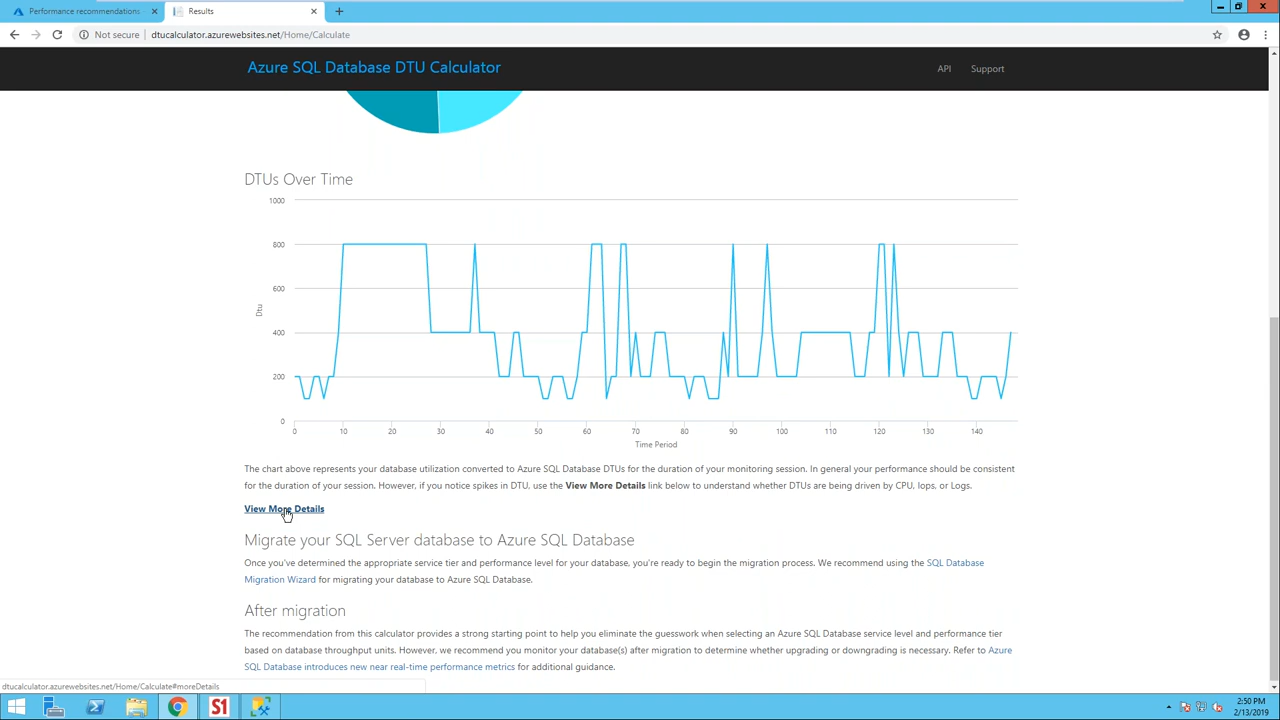 Performance recommendations
Results
Not secure
dtucalculator.azurewebsites.net/Home/Calculate
Azure SQL Database DTU Calculator
API
Support
DTUs Over Time
1000
800
600
400
200
0
Dtu
0 10 20 30 40 50 60 70 80 90 100 110 120 130 140
Time Period
The chart above represents your database utilization converted to Azure SQL Database DTUs for the duration of your monitoring session. In general your performance should be consistent
for the duration of your session. However, if you notice spikes in DTU, use the View More Details link below to understand whether DTUs are being driven by CPU, Iops, or Logs.
View More Details
Migrate your SQL Server database to Azure SQL Database
Once you've determined the appropriate service tier and performance level for your database, you're ready to begin the migration process. We recommend using the SQL Database
Migration Wizard for migrating your database to Azure SQL Database.
After migration
The recommendation from this calculator provides a strong starting point to help you eliminate the guesswork when selecting an Azure SQL Database service level and performance tier
based on database throughput units. However, we recommend you monitor your database(s) after migration to determine whether upgrading or downgrading is necessary. Refer to Azure
SQL Database introduces new near real-time performance metrics for additional guidance.
dtucalculator.azurewebsites.net/Home/Calculate#moreDetails
S1
2:50 PM
2/13/2019